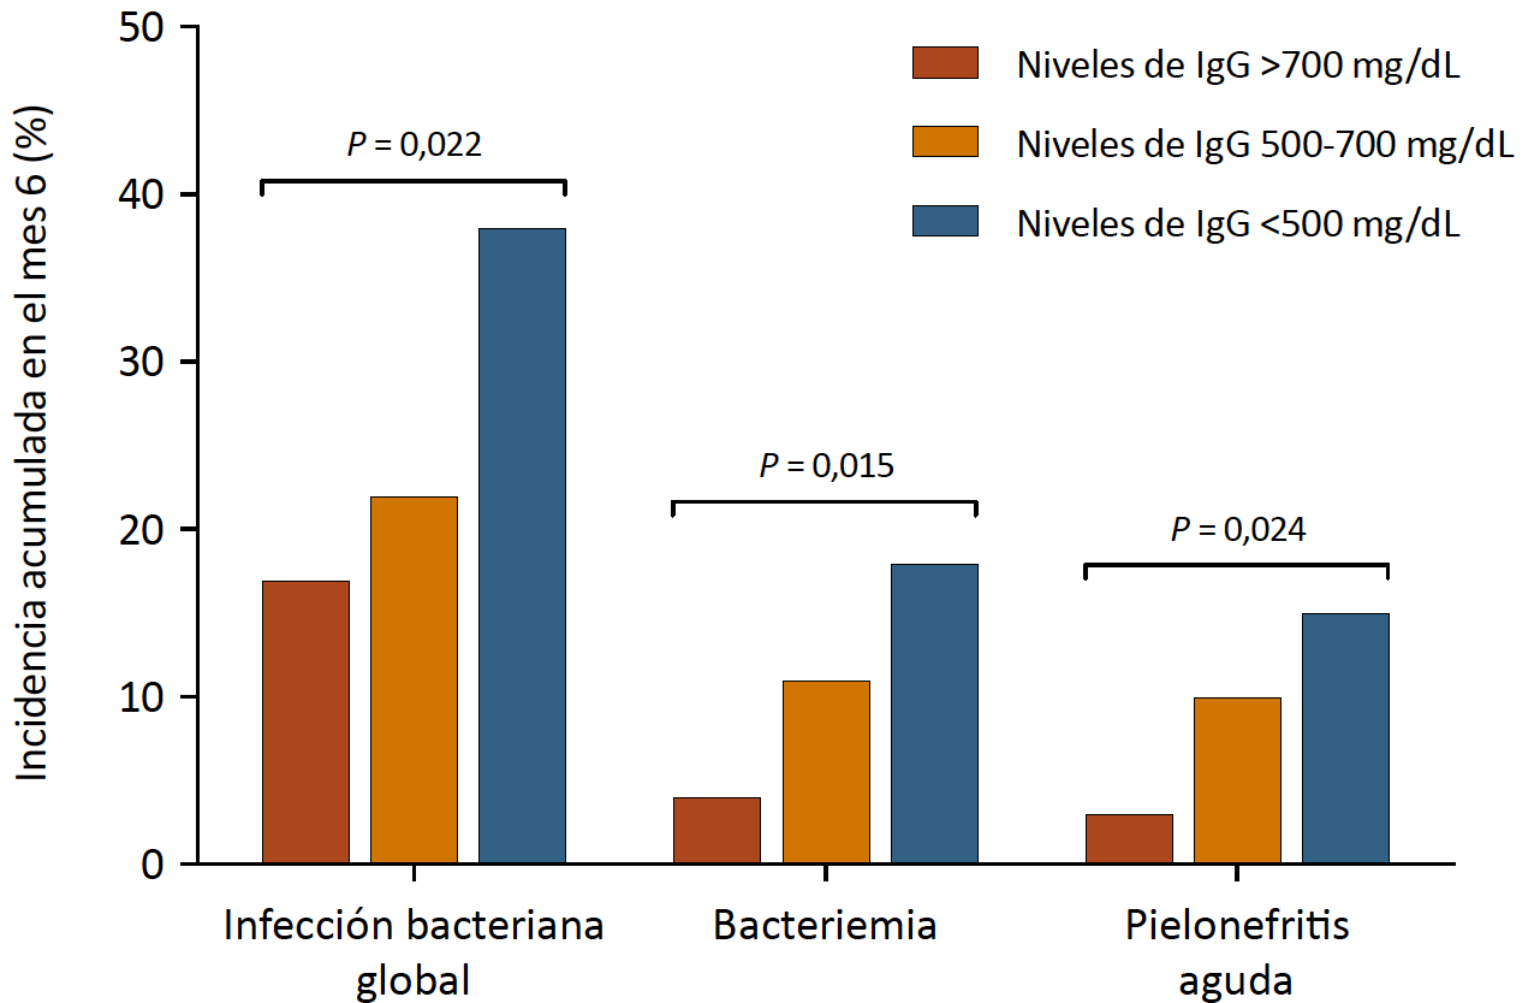 Incidencia acumulada en el mes 6 (%)
50
40
30
20
10
0
Niveles de IgG >700 mg/dL
Niveles de IgG 500-700 mg/dL
Niveles de IgG <500 mg/dL
P = 0,022
P = 0,015
P = 0,024
Infección bacteriana
global
Bacteriemia
Pielonefritis
aguda